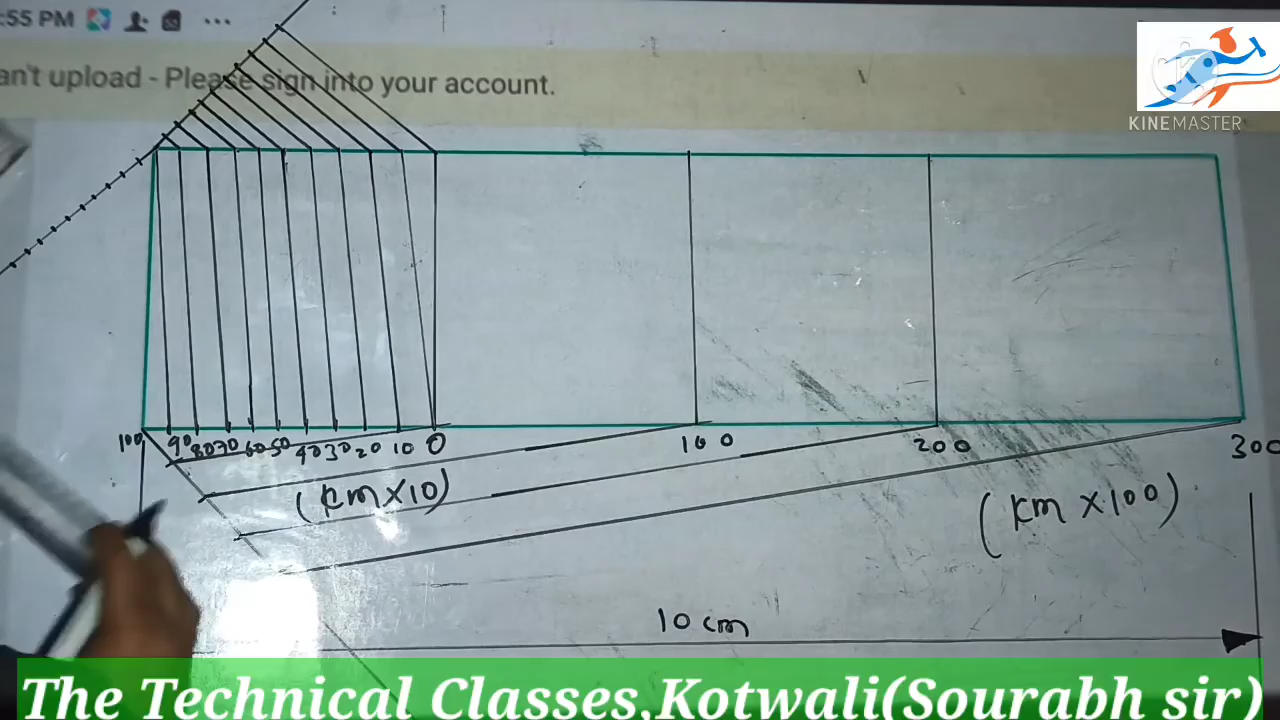 :55 PM
an't upload - Please sign into your account.
KINEMASTER
100 90 80 70 60 50 40 30 20 10 0 100 200 300
(km×10)
(km×100)
10 cm
The Technical Classes,Kotwali(Sourabh sir)